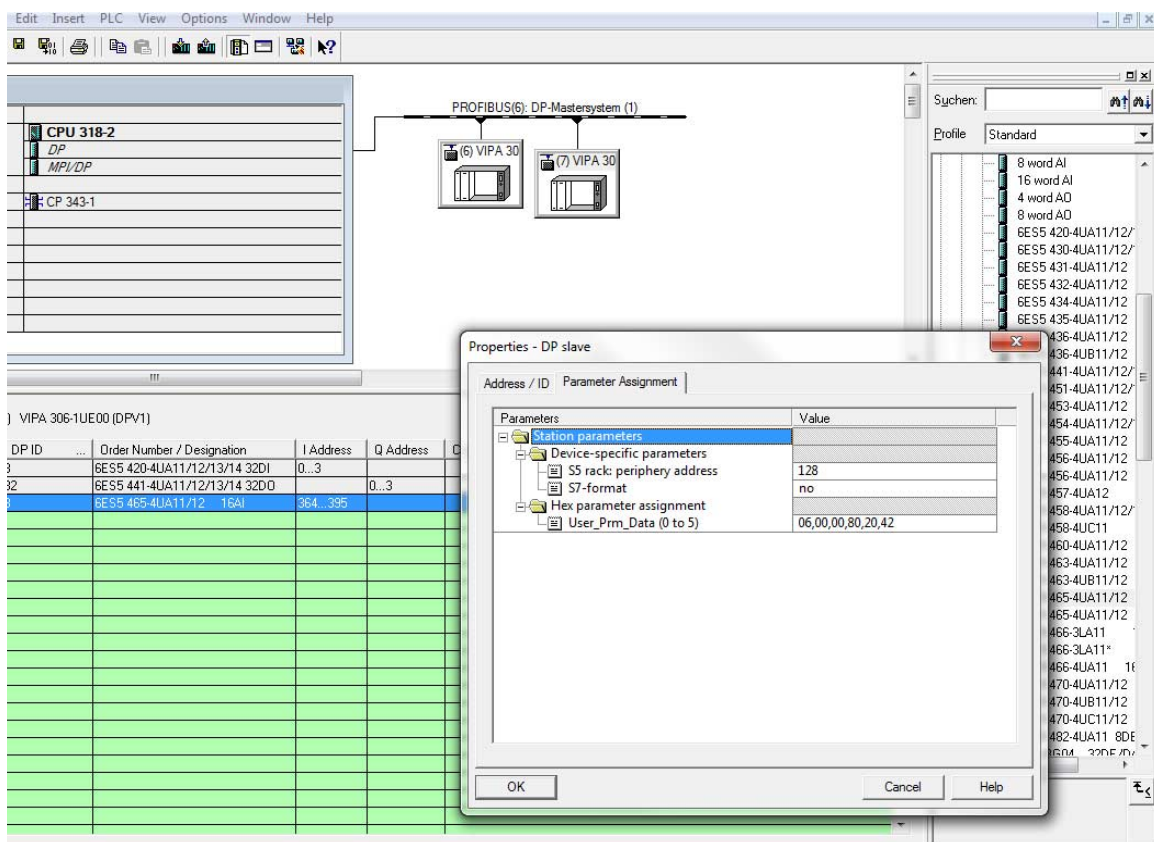 Edit Insert PLC View Options Window Help
CPU 318-2
DP
MPI/DP
CP 343-1
PROFIBUS(6): DP-Mastersystem (1)
(6) VIPA 30
(7) VIPA 30
Suchen:
Profile Standard
8 word AI
16 word AI
4 word AO
8 word AO
6ES5 420-4UA11/12/
6ES5 430-4UA11/12/
6ES5 431-4UA11/12
6ES5 432-4UA11/12
6ES5 434-4UA11/12
6ES5 435-4UA11/12
436-4UA11/12
436-4UB11/12
441-4UA11/12/
451-4UA11/12/
453-4UA11/12
454-4UA11/12/
455-4UA11/12
456-4UA11/12
456-4UA11/12
457-4UA12
458-4UA11/12/
458-4UC11
460-4UA11/12
463-4UA11/12
463-4UB11/12
465-4UA11/12
465-4UA11/12
466-3LA11
466-3LA11*
466-4UA11 16
470-4UA11/12
470-4UB11/12
470-4UC11/12
482-4UA11 8DE
) VIPA 306-1UE00 (DPV1)
DP ID ... Order Number / Designation I Address Q Address
6ES5 420-4UA11/12/13/14 32DI 0...3
32 6ES5 441-4UA11/12/13/14 32DO 0...3
6ES5 465-4UA11/12 16AI 364...395
Properties - DP slave
Address / ID Parameter Assignment
Parameters Value
Station parameters
Device-specific parameters
S5 rack: periphery address 128
S7-format no
Hex parameter assignment
User_Prm_Data (0 to 5) 06,00,00,80,20,42
OK Cancel Help